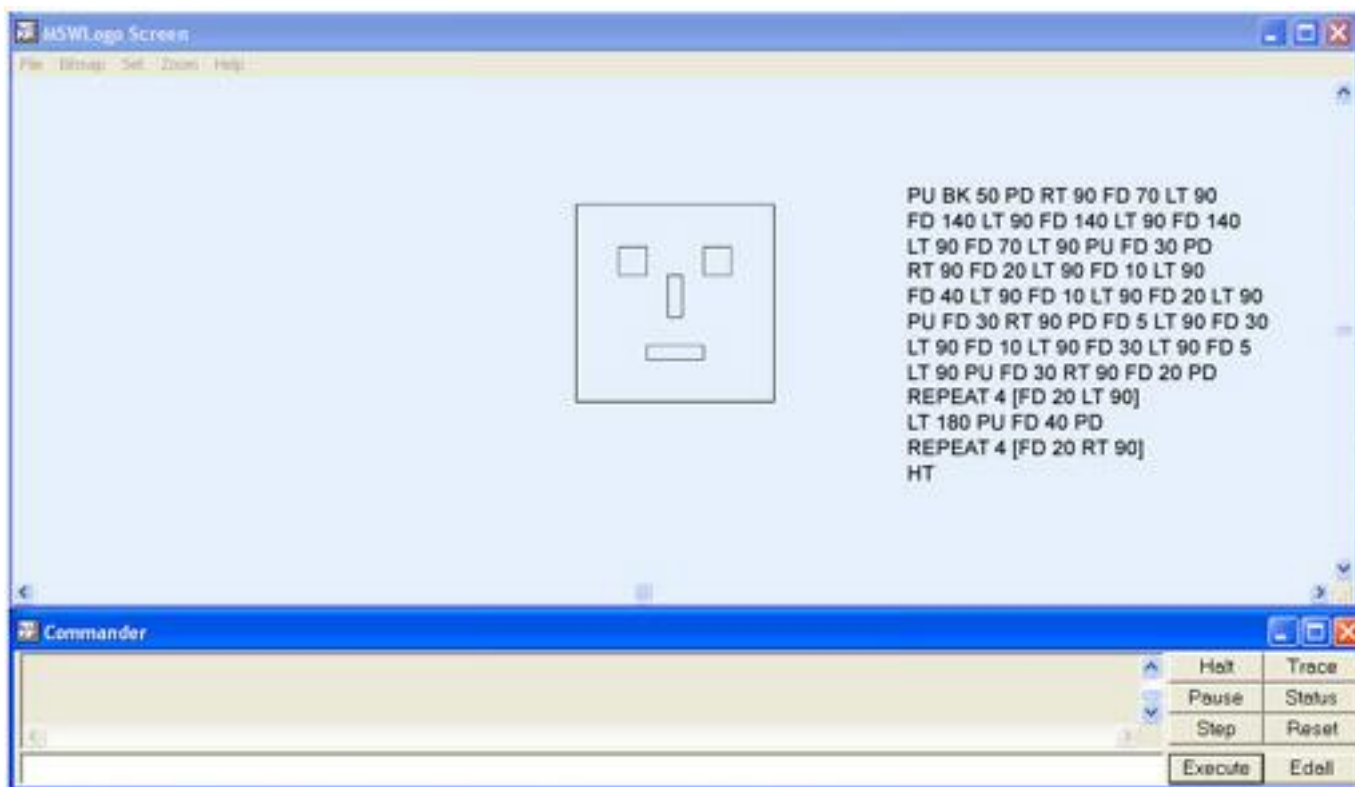 MSWLogo Screen
File Bitmap Set Zoom Help
PU BK 50 PD RT 90 FD 70 LT 90
FD 140 LT 90 FD 140 LT 90 FD 140
LT 90 FD 70 LT 90 PU FD 30 PD
RT 90 FD 20 LT 90 FD 10 LT 90
FD 40 LT 90 FD 10 LT 90 FD 20 LT 90
PU FD 30 RT 90 PD FD 5 LT 90 FD 30
LT 90 FD 10 LT 90 FD 30 LT 90 FD 5
LT 90 PU FD 30 RT 90 FD 20 PD
REPEAT 4 [FD 20 LT 90]
LT 180 PU FD 40 PD
REPEAT 4 [FD 20 RT 90]
HT
Commander
Halt Trace
Pause Status
Step Reset
Execute Edall